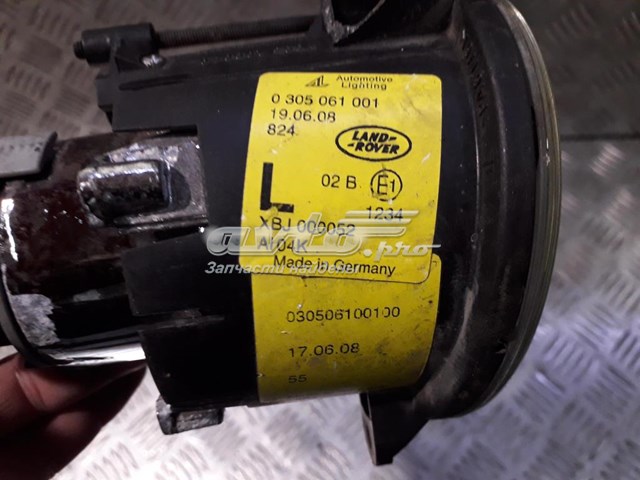 Automotive
Lighting
0 305 061 001
19.06.08
824
LAND-
-ROVER
L
02 B
E1
1234
XBJ 000052
A 04K
Made in Germany
avto.pro
Запчасти надёжно
030506100100
17.06.08
55